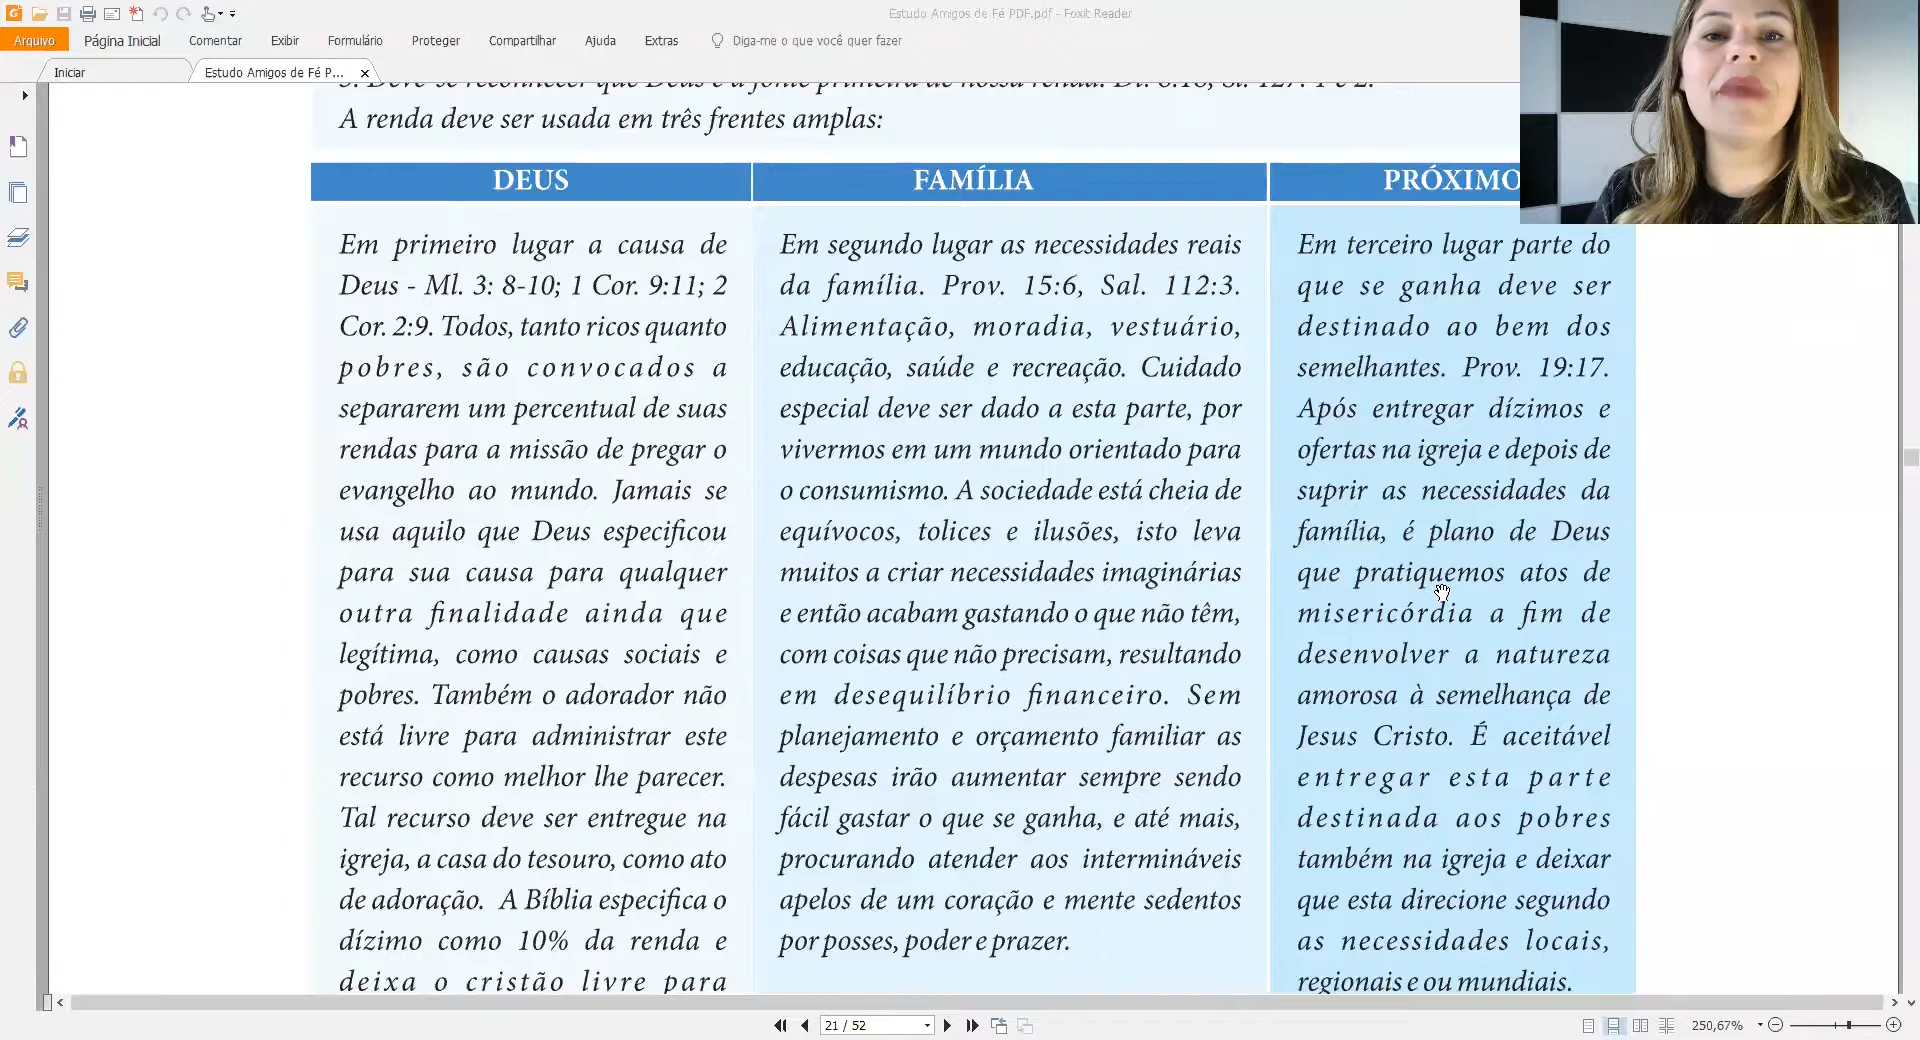 Estudo Amigos de Fé PDF.pdf - Foxit Reader
Arquivo
Página Inicial
Comentar
Exibir
Formulário
Proteger
Compartilhar
Ajuda
Extras
Diga-me o que você quer fazer
Iniciar
Estudo Amigos de Fé P...
A renda deve ser usada em três frentes amplas:
DEUS
Em primeiro lugar a causa de
Deus - Ml. 3: 8-10; 1 Cor. 9:11; 2
Cor. 2:9. Todos, tanto ricos quanto
pobres, são convocados a
separarem um percentual de suas
rendas para a missão de pregar o
evangelho ao mundo. Jamais se
usa aquilo que Deus especificou
para sua causa para qualquer
outra finalidade ainda que
legítima, como causas sociais e
pobres. Também o adorador não
está livre para administrar este
recurso como melhor lhe parecer.
Tal recurso deve ser entregue na
igreja, a casa do tesouro, como ato
de adoração. A Bíblia especifica o
dízimo como 10% da renda e
deixa o cristão livre para
FAMÍLIA
Em segundo lugar as necessidades reais
da família. Prov. 15:6, Sal. 112:3.
Alimentação, moradia, vestuário,
educação, saúde e recreação. Cuidado
especial deve ser dado a esta parte, por
vivermos em um mundo orientado para
o consumismo. A sociedade está cheia de
equívocos, tolices e ilusões, isto leva
muitos a criar necessidades imaginárias
e então acabam gastando o que não têm,
com coisas que não precisam, resultando
em desequilíbrio financeiro. Sem
planejamento e orçamento familiar as
despesas irão aumentar sempre sendo
fácil gastar o que se ganha, e até mais,
procurando atender aos intermináveis
apelos de um coração e mente sedentos
por posses, poder e prazer.
PRÓXIMO
Em terceiro lugar parte do
que se ganha deve ser
destinado ao bem dos
semelhantes. Prov. 19:17.
Após entregar dízimos e
ofertas na igreja e depois de
suprir as necessidades da
família, é plano de Deus
que pratiquemos atos de
misericórdia a fim de
desenvolver a natureza
amorosa à semelhança de
Jesus Cristo. É aceitável
entregar esta parte
destinada aos pobres
também na igreja e deixar
que esta direcione segundo
as necessidades locais,
regionais e ou mundiais.
21 / 52
250,67%